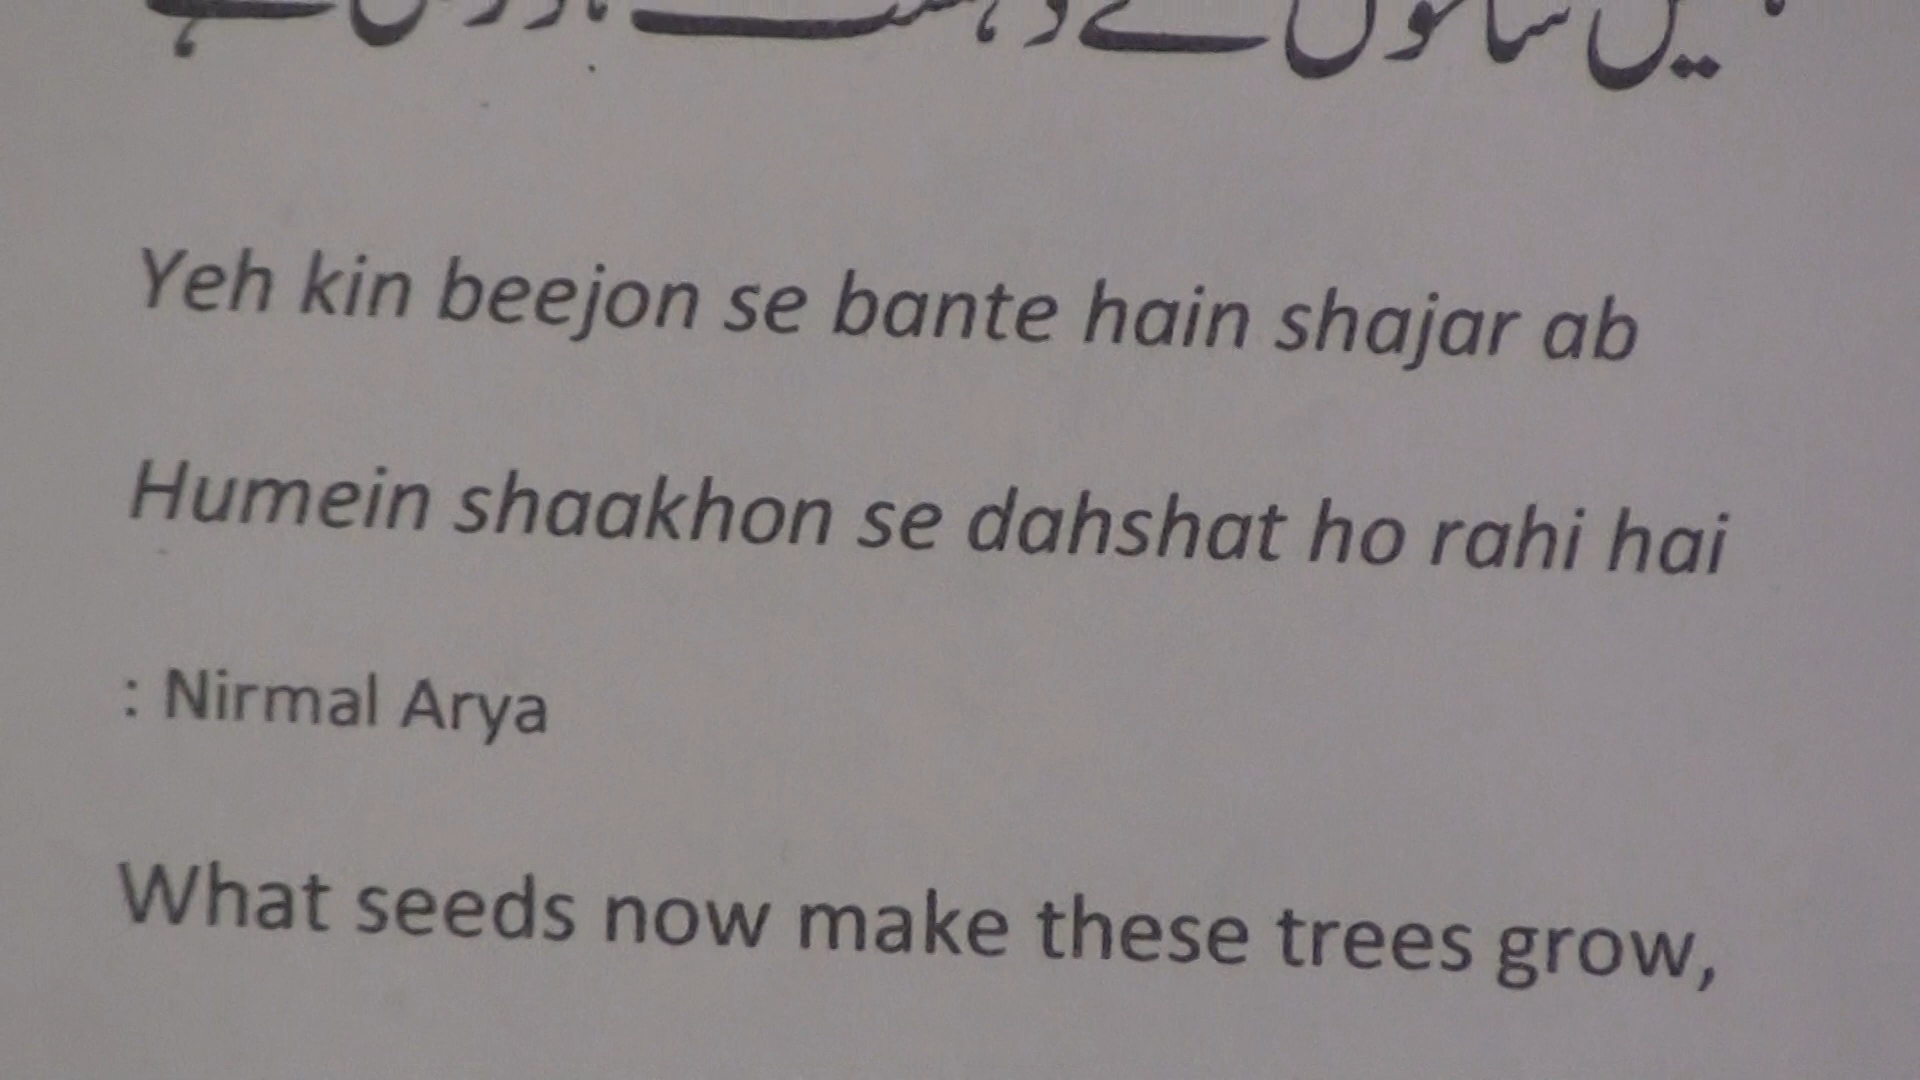 Yeh kin beejon se bante hain shajar ab
Humein shaakhon se dahshat ho rahi hai
: Nirmal Arya
What seeds now make these trees grow,